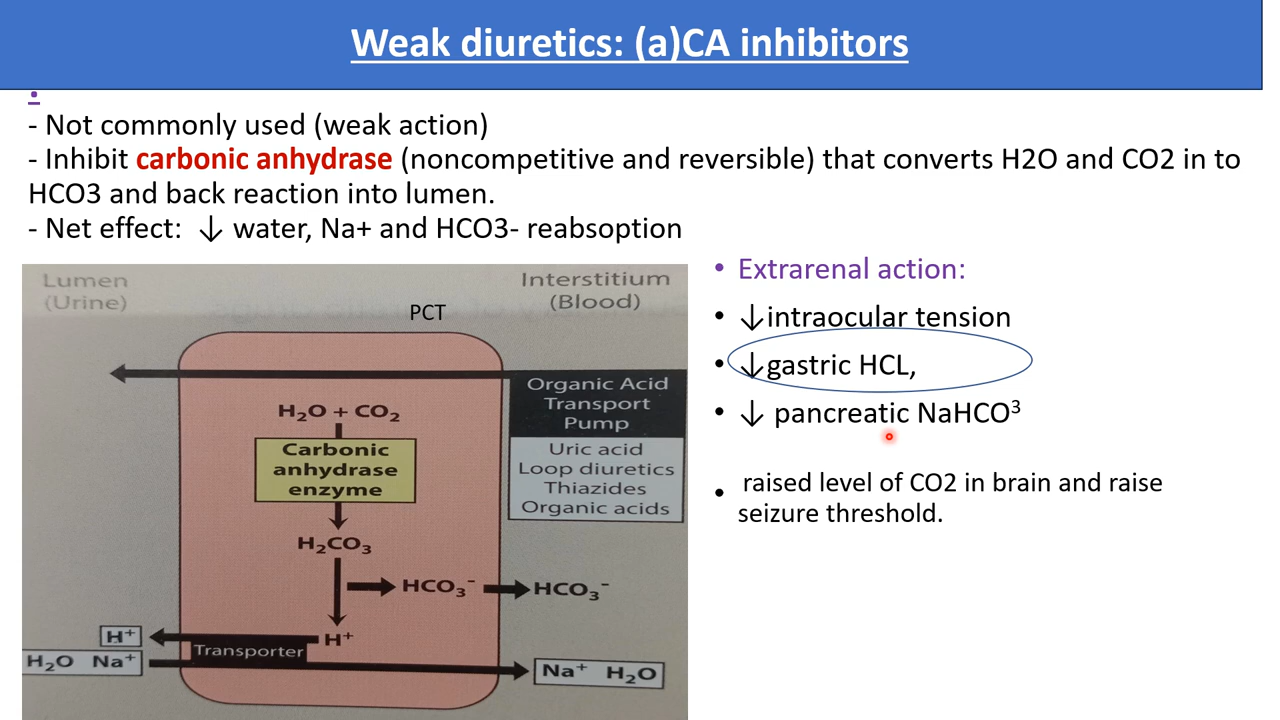 Weak diuretics: (a)CA inhibitors
:
- Not commonly used (weak action)
- Inhibit carbonic anhydrase (noncompetitive and reversible) that converts H2O and CO2 in to
HCO3 and back reaction into lumen.
- Net effect: ↓ water, Na+ and HCO3- reabsoption
Lumen
(Urine)
Interstitium
(Blood)
PCT
Organic Acid
Transport
Pump
Uric acid
Loop diuretics
Thiazides
Organic acids
H₂O + CO₂
Carbonic
anhydrase
enzyme
H₂CO₃
HCO₃⁻
HCO₃⁻
H⁺
H⁺
Transporter
H₂O Na⁺
Na⁺ H₂O
• Extrarenal action:
• ↓intraocular tension
• ↓gastric HCL,
• ↓ pancreatic NaHCO³
• raised level of CO2 in brain and raise
seizure threshold.